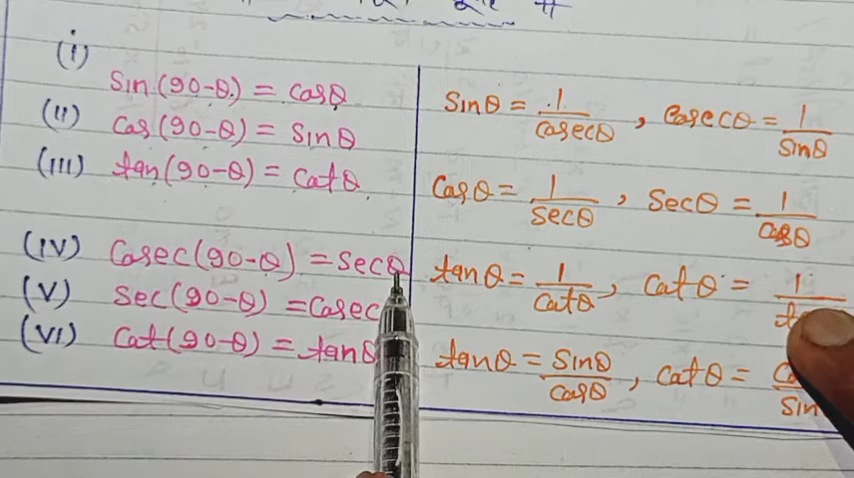 (i)
Sin(90-θ) = Cosθ
(II) Cos(90-θ) = Sinθ
(III) tan(90-θ) = Cotθ
(IV) Cosec(90-θ) = Secθ
(V) Sec(90-θ) = Cosec
(VI) Cot(90-θ) = tanθ
Sinθ = 1/Cosecθ , Cosecθ = 1/Sinθ
Cosθ = 1/Secθ , Secθ = 1/Cosθ
tanθ = 1/Cotθ , Cotθ = 1/
tanθ = Sinθ/Cosθ , Cotθ = /Sin